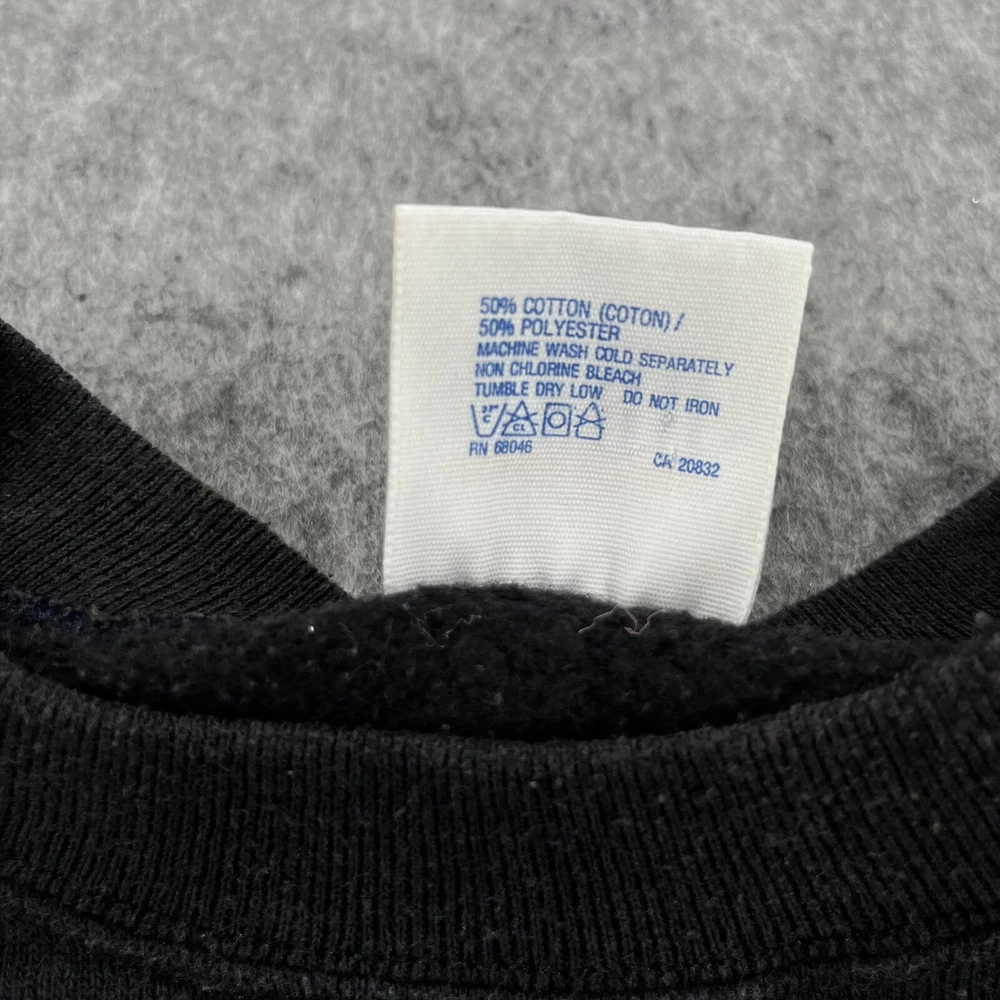 50% COTTON (COTON) /
50% POLYESTER
MACHINE WASH COLD SEPARATELY
NON CHLORINE BLEACH
TUMBLE DRY LOW DO NOT IRON
CL
RN 68046 CA 20832